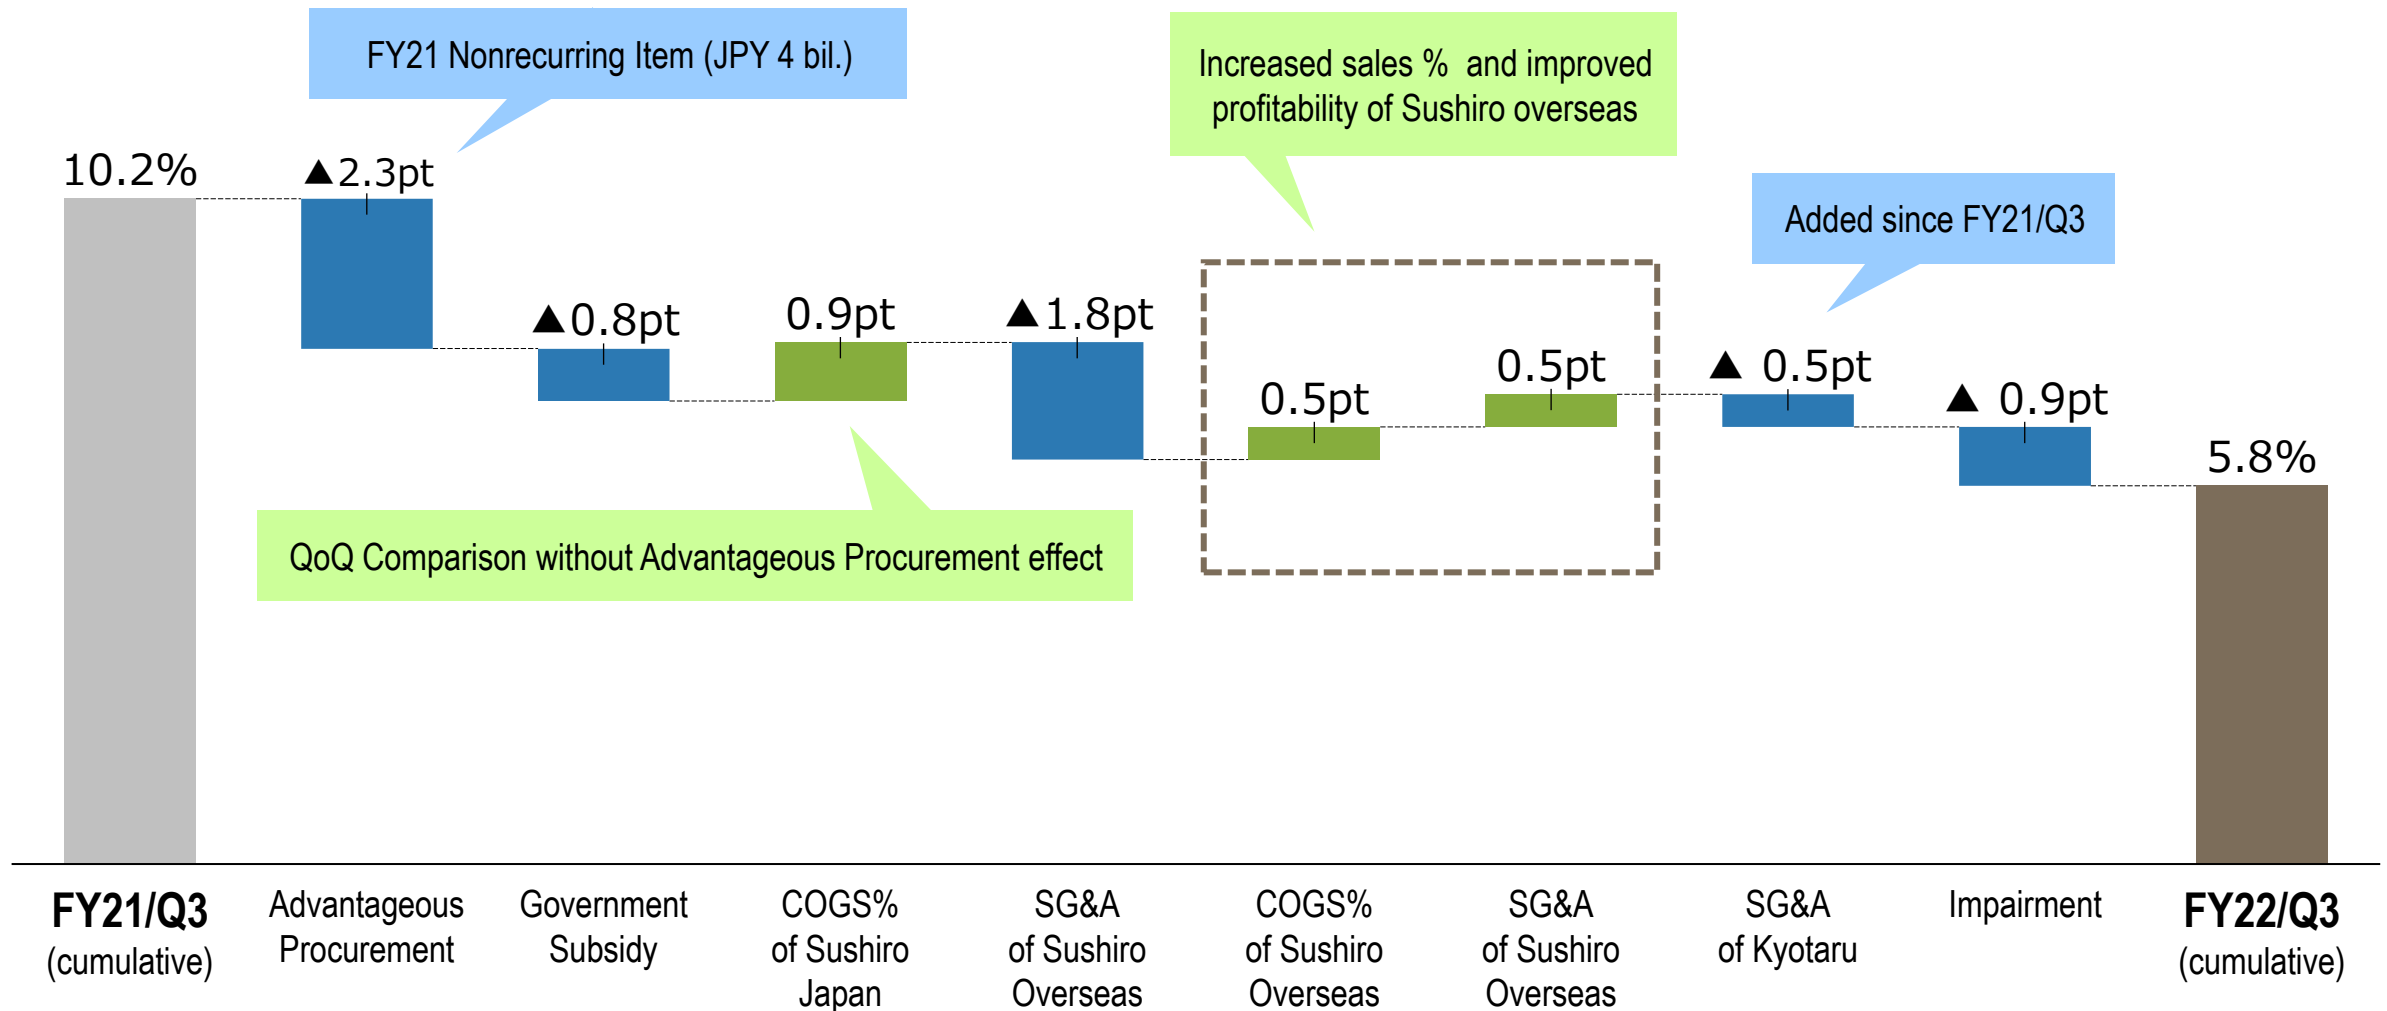 FY21 Nonrecurring Item (JPY 4 bil.)
Increased sales % and improved
profitability of Sushiro overseas
10.2%
▲2.3pt
Added since FY21/Q3
▲0.8pt
0.9pt
▲1.8pt
0.5pt
0.5pt
▲ 0.5pt
▲ 0.9pt
5.8%
QoQ Comparison without Advantageous Procurement effect
FY21/Q3
(cumulative)
Advantageous
Procurement
Government
Subsidy
COGS%
of Sushiro
Japan
SG&A
of Sushiro
Overseas
COGS%
of Sushiro
Overseas
SG&A
of Sushiro
Overseas
SG&A
of Kyotaru
Impairment
FY22/Q3
(cumulative)